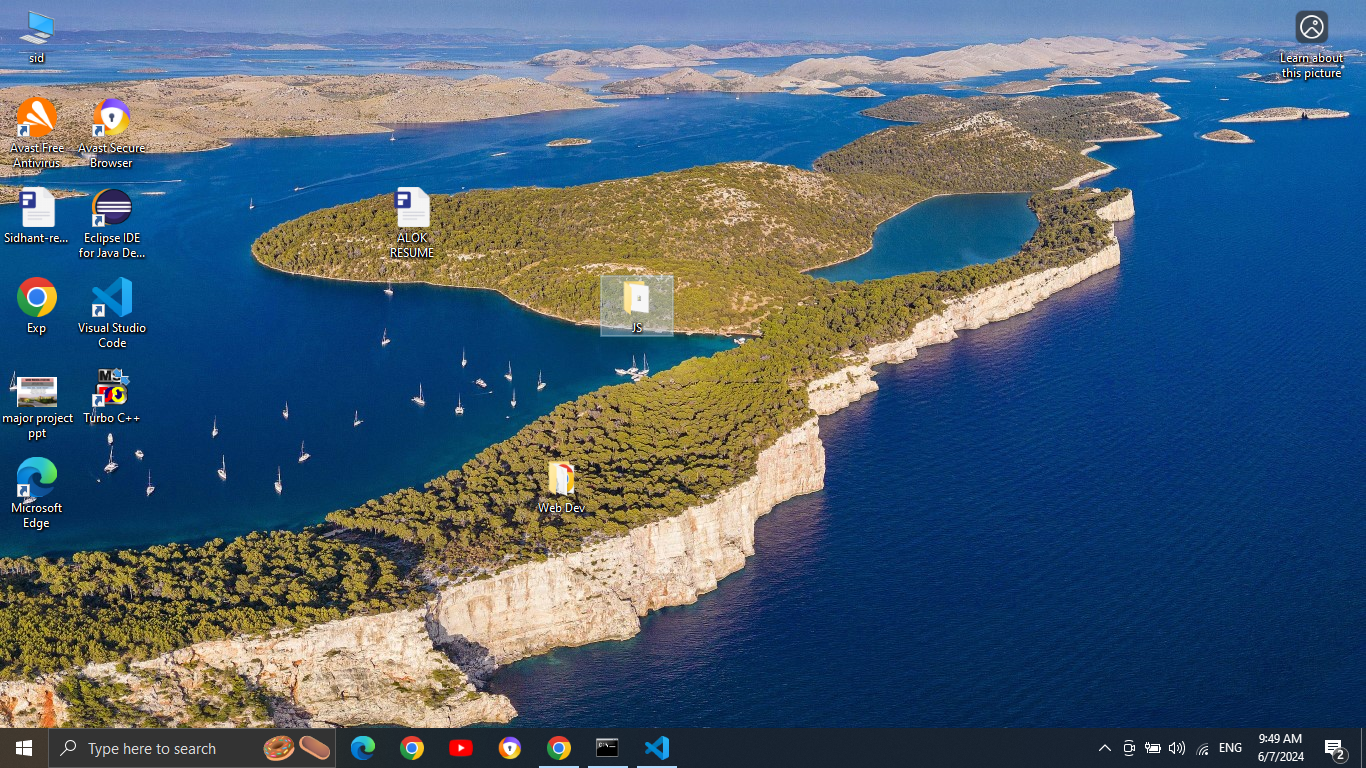 sid
Learn about
this picture
Avast Free
Antivirus
Avast Secure
Browser
Sidhant-re...
Eclipse IDE
for Java De...
ALOK
RESUME
Exp
Visual Studio
Code
JS
major project
ppt
Turbo C++
Microsoft
Edge
Web Dev
Type here to search
ENG
9:49 AM
6/7/2024
2